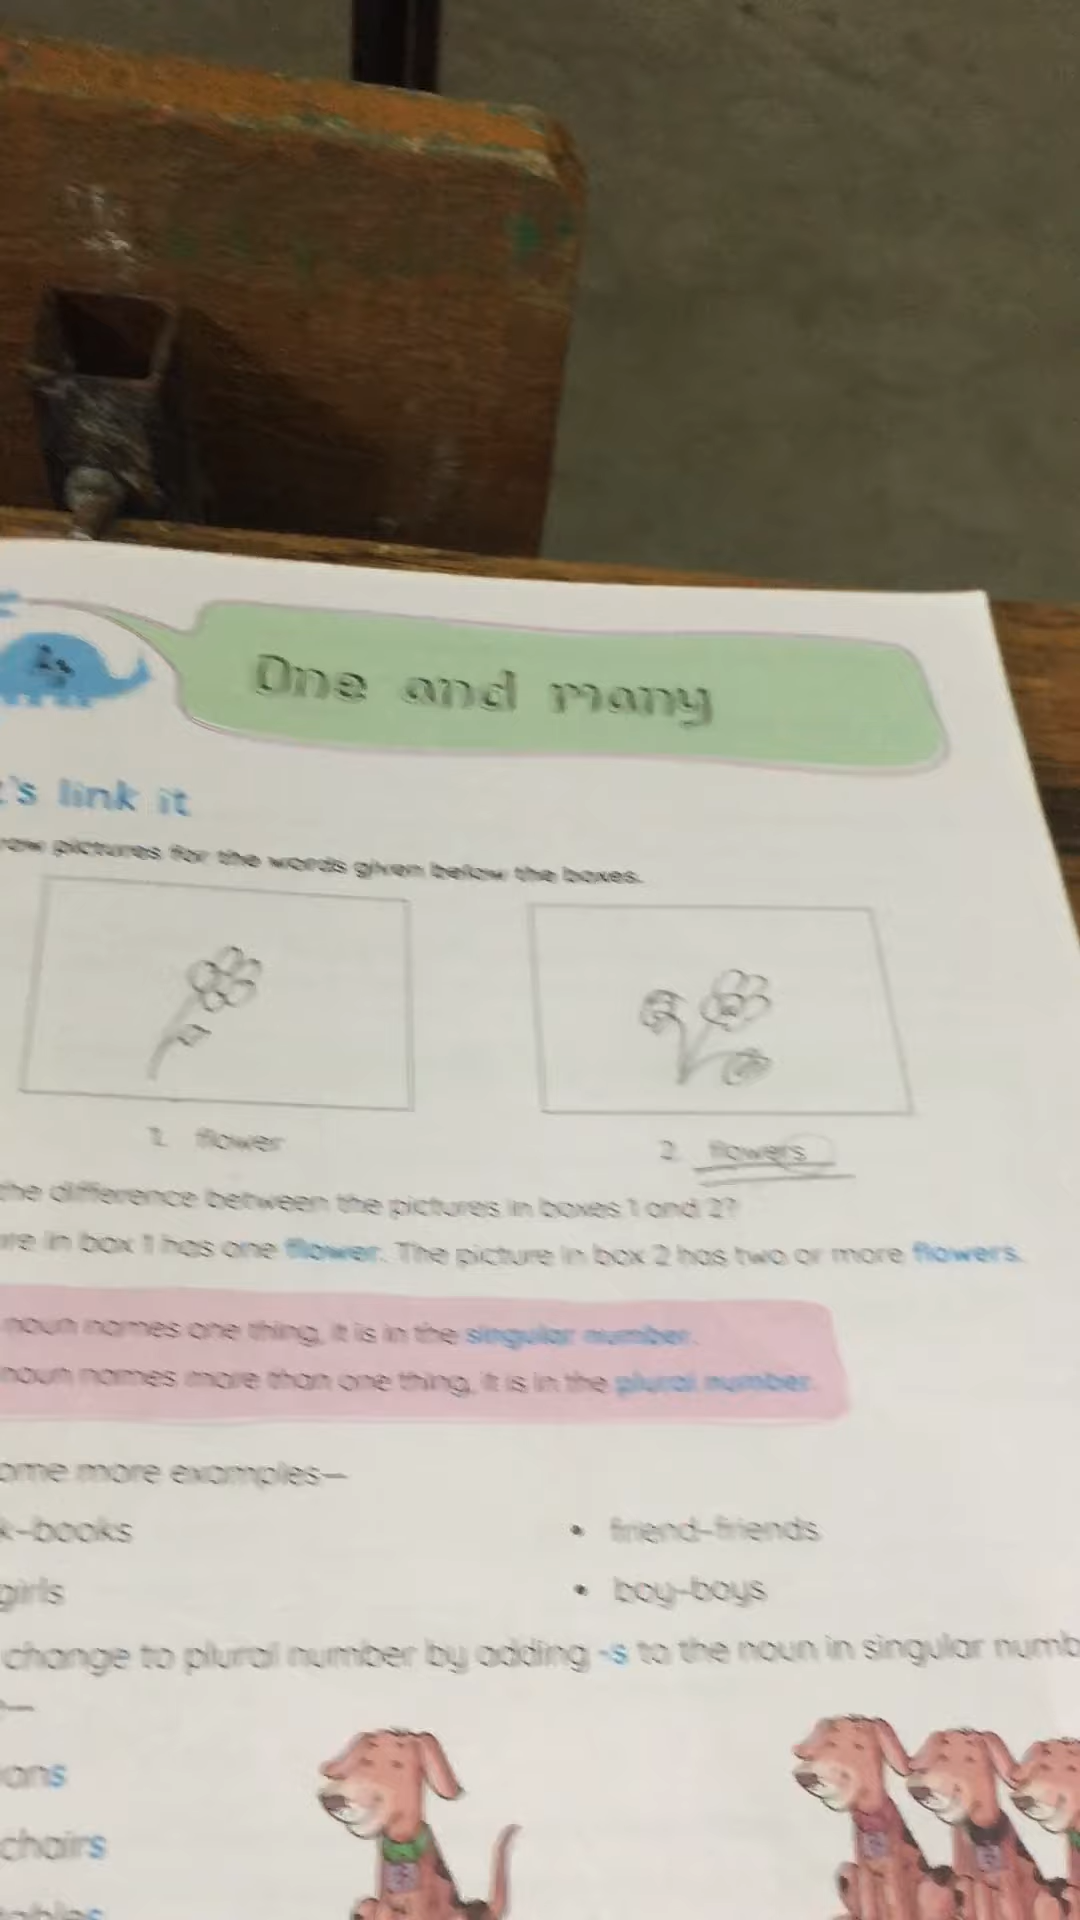 One and many
's link it
raw pictures for the words given below the boxes.
1. flower
2. flowers
the difference between the pictures in boxes 1 and 2?
ure in box 1 has one flower. The picture in box 2 has two or more flowers.
noun names one thing, it is in the singular number.
noun names more than one thing, it is in the plural number.
ome more examples—
k–books
• friend–friends
girls
• boy–boys
change to plural number by adding -s to the noun in singular numb
ans
chairs
ables